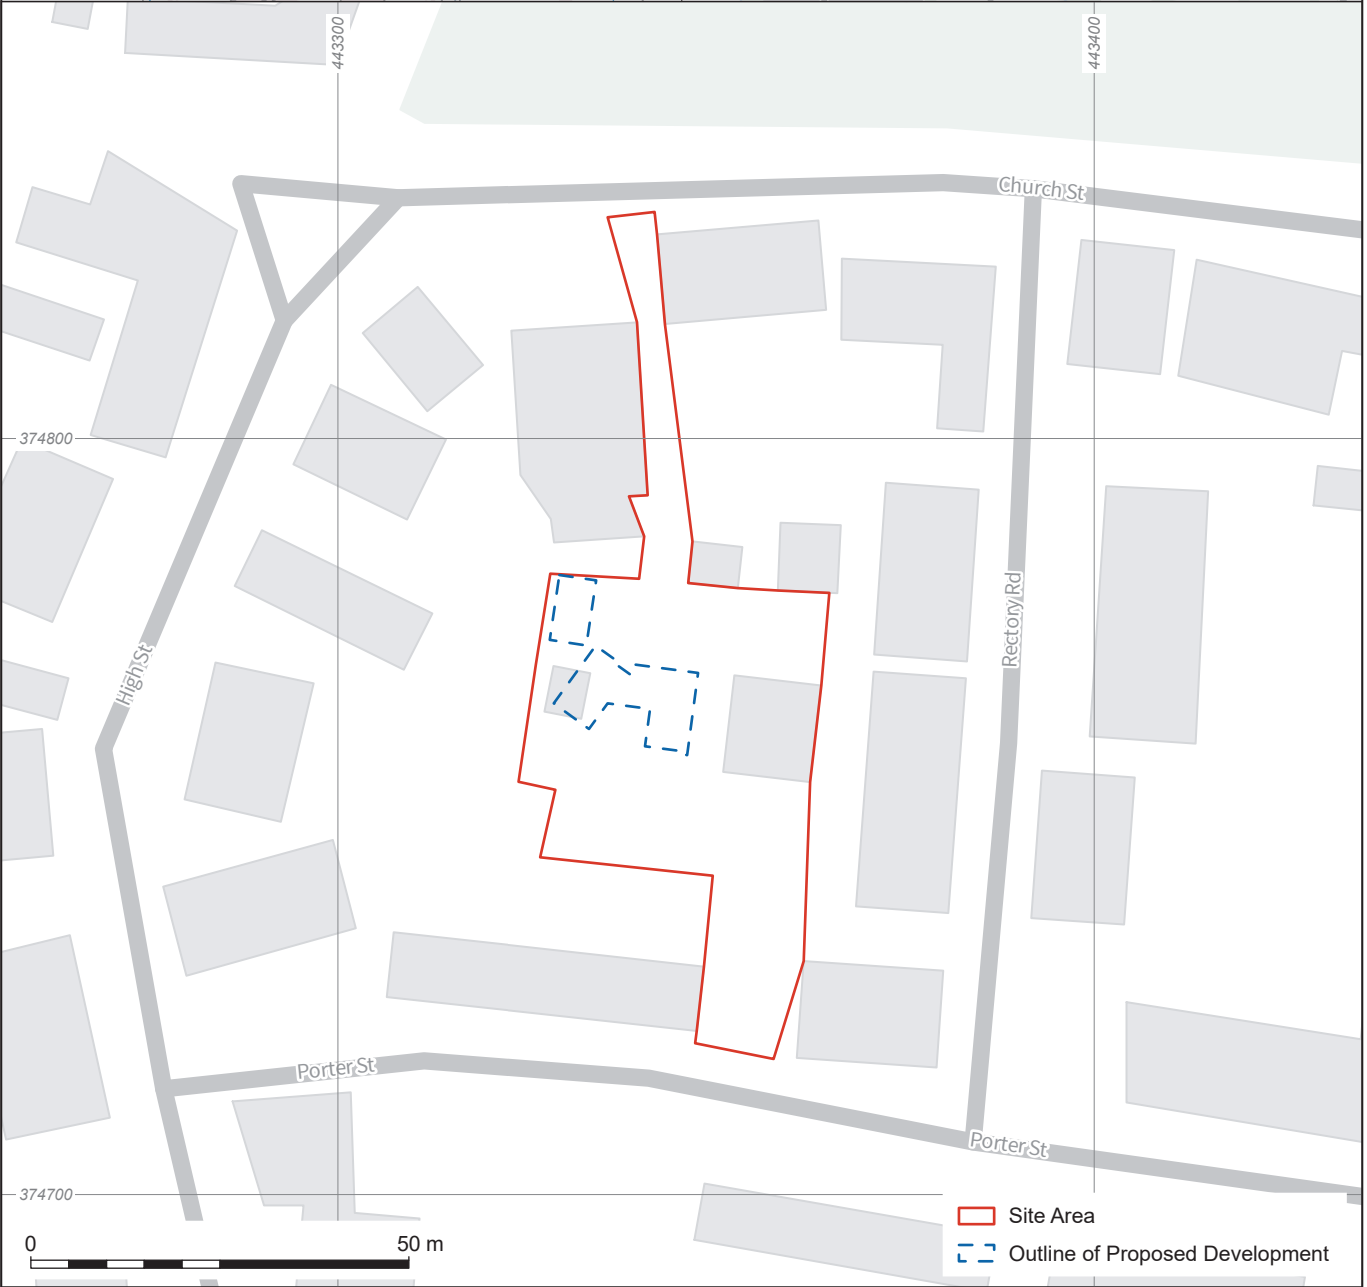 443300
443400
Church St
374800
Rectory Rd
High St
Porter St
Porter St
374700
Site Area
0 50 m
Outline of Proposed Development